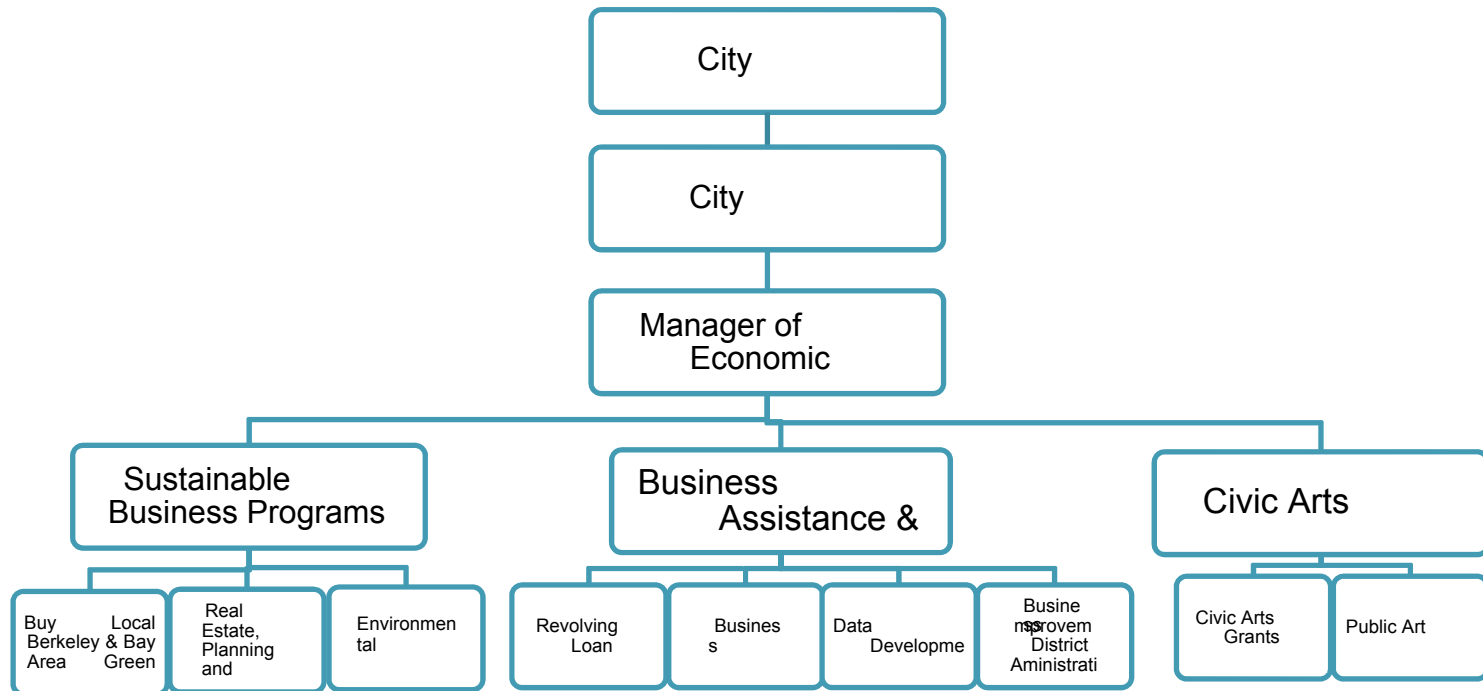 City
City
Manager of
Economic
Sustainable
Business Programs
Business
Assistance &
Civic Arts
Buy Local
Berkeley & Bay
Area Green
Real
Estate,
Planning
and
Environmen
tal
Revolving
Loan
Busines
s
Data
Developme
Busine
ss
mprovem
District
Aministrati
Civic Arts
Grants
Public Art